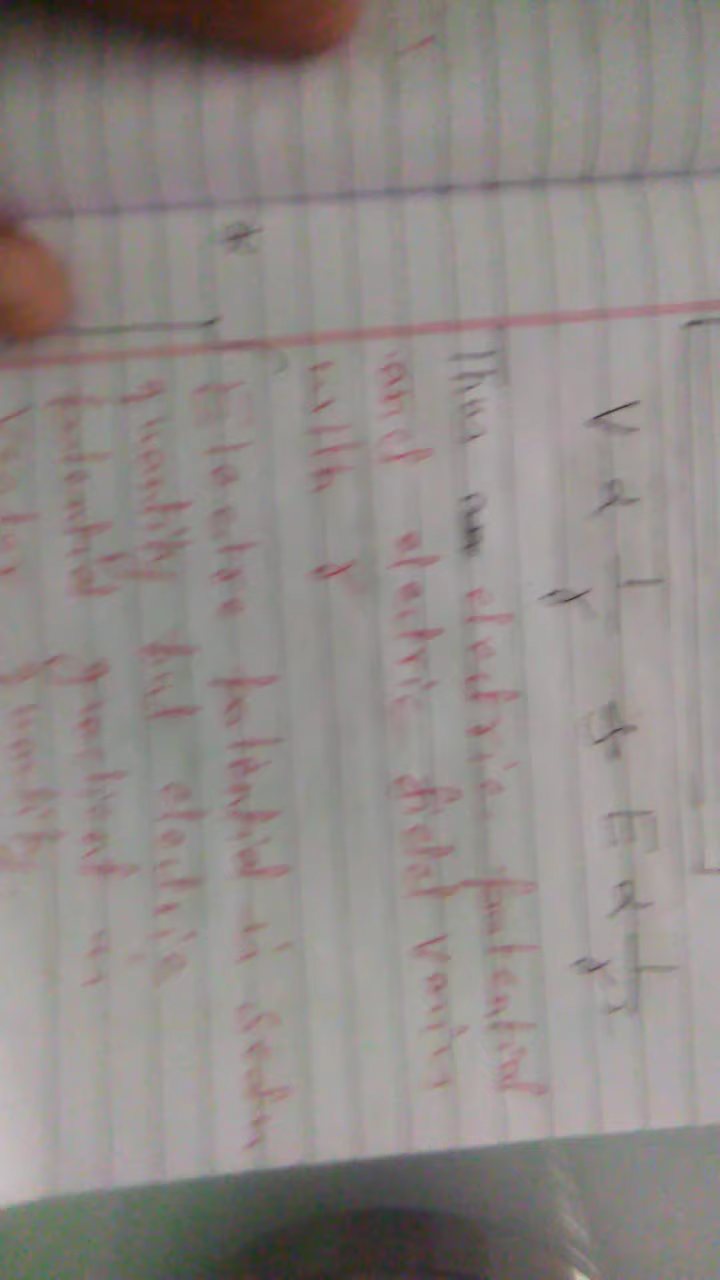 V α 1/r & E α 1/r²
Thus electric potential
and electric field varies
with r
* Electric potential is scalar
quantity but electric
potential gradient is
vector quantity